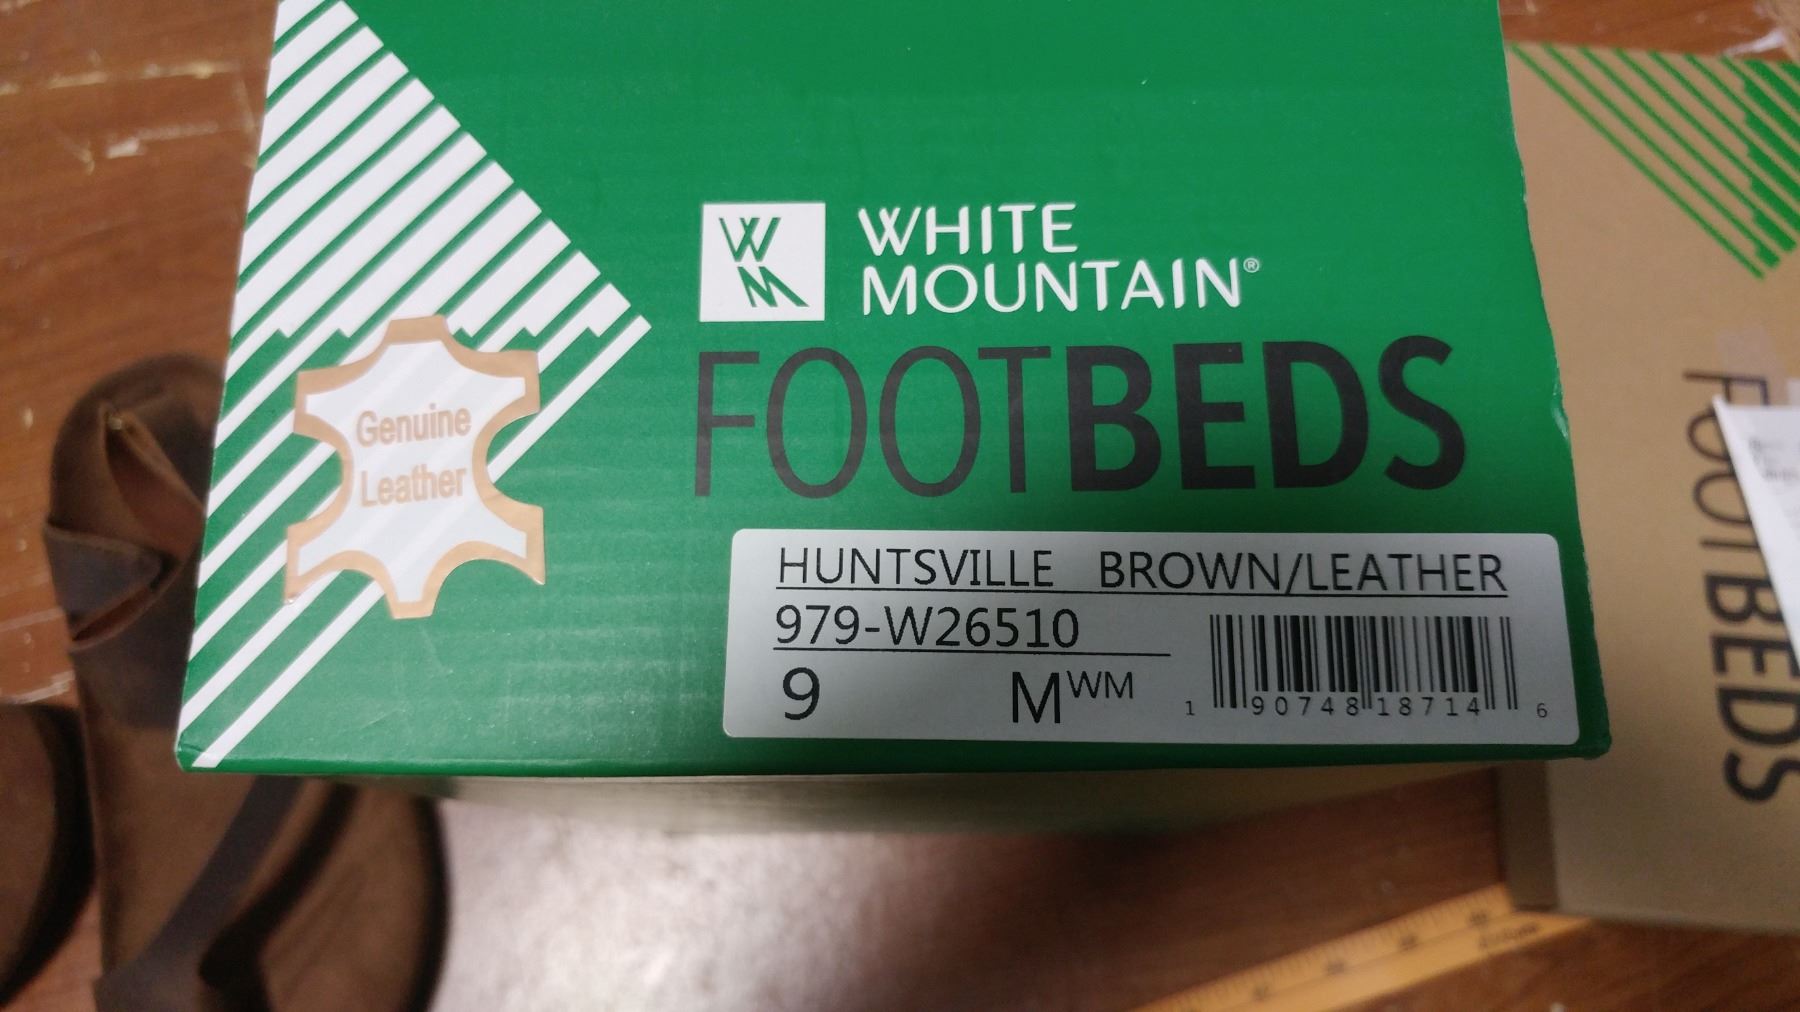 W
M
WHITE
MOUNTAIN®
FOOTBEDS
Genuine
Leather
HUNTSVILLE BROWN/LEATHER
979-W26510
9 M WM
1 90748 18714 6
FOOTBEDS